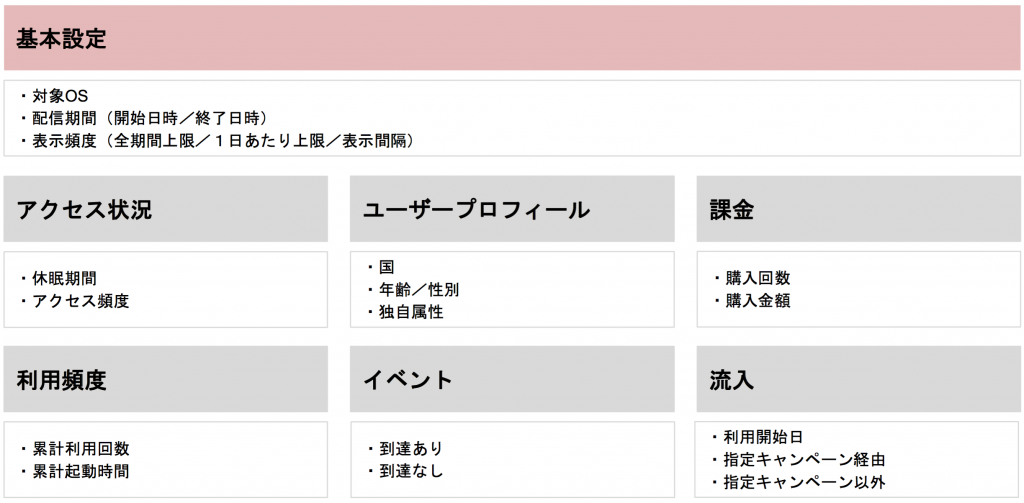 基本設定
・対象OS
・配信期間（開始日時／終了日時）
・表示頻度（全期間上限／１日あたり上限／表示間隔）
アクセス状況
・休眠期間
・アクセス頻度
ユーザープロフィール
・国
・年齢／性別
・独自属性
課金
・購入回数
・購入金額
利用頻度
・累計利用回数
・累計起動時間
イベント
・到達あり
・到達なし
流入
・利用開始日
・指定キャンペーン経由
・指定キャンペーン以外